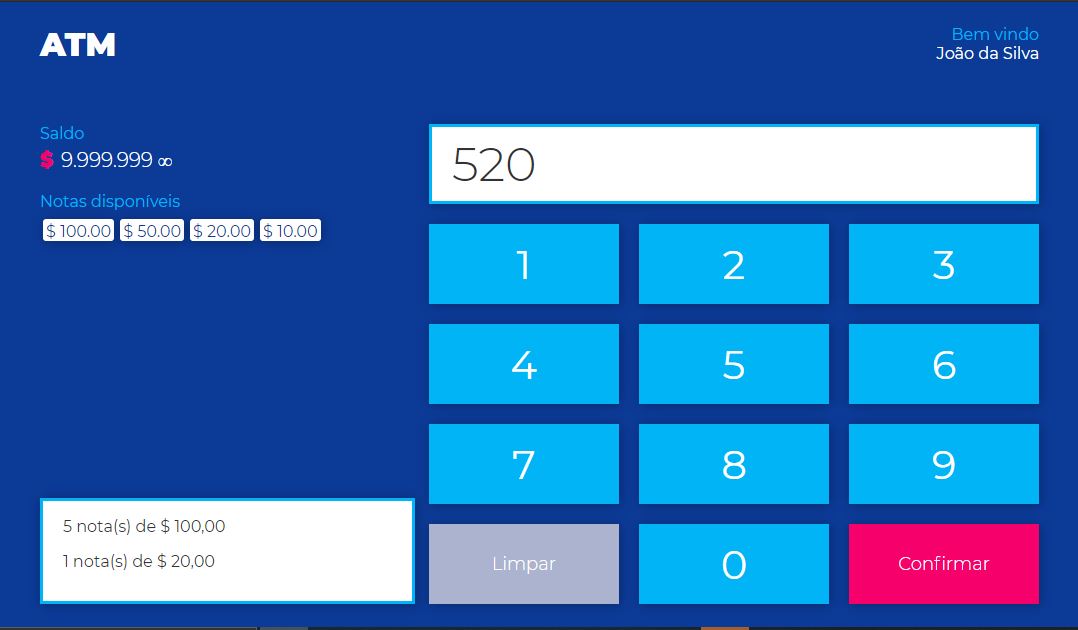 ATM
Bem vindo
João da Silva
Saldo
$ 9.999.999 ∞
Notas disponíveis
$ 100.00 $ 50.00 $ 20.00 $ 10.00
520
1 2 3
4 5 6
7 8 9
Limpar 0 Confirmar
5 nota(s) de $ 100,00
1 nota(s) de $ 20,00